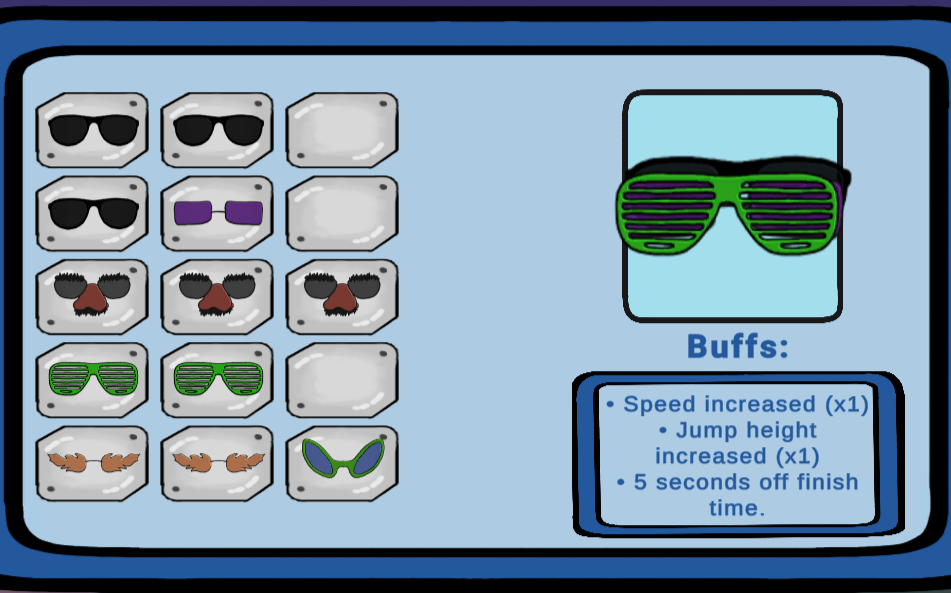 Buffs:
• Speed increased (x1)
• Jump height
increased (x1)
• 5 seconds off finish
time.